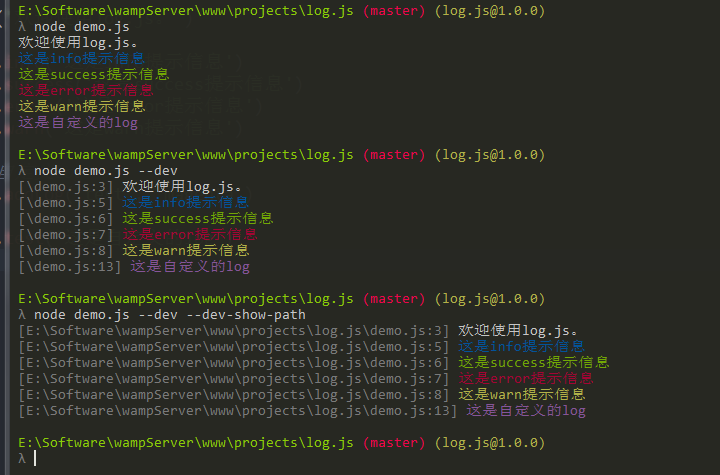 E:\Software\wampServer\www\projects\log.js (master) (log.js@1.0.0)
λ node demo.js
欢迎使用log.js。
这是info提示信息
这是success提示信息
这是error提示信息
这是warn提示信息
这是自定义的log
E:\Software\wampServer\www\projects\log.js (master) (log.js@1.0.0)
λ node demo.js --dev
[\demo.js:3] 欢迎使用log.js。
[\demo.js:5] 这是info提示信息
[\demo.js:6] 这是success提示信息
[\demo.js:7] 这是error提示信息
[\demo.js:8] 这是warn提示信息
[\demo.js:13] 这是自定义的log
E:\Software\wampServer\www\projects\log.js (master) (log.js@1.0.0)
λ node demo.js --dev --dev-show-path
[E:\Software\wampServer\www\projects\log.js\demo.js:3] 欢迎使用log.js。
[E:\Software\wampServer\www\projects\log.js\demo.js:5] 这是info提示信息
[E:\Software\wampServer\www\projects\log.js\demo.js:6] 这是success提示信息
[E:\Software\wampServer\www\projects\log.js\demo.js:7] 这是error提示信息
[E:\Software\wampServer\www\projects\log.js\demo.js:8] 这是warn提示信息
[E:\Software\wampServer\www\projects\log.js\demo.js:13] 这是自定义的log
E:\Software\wampServer\www\projects\log.js (master) (log.js@1.0.0)
λ